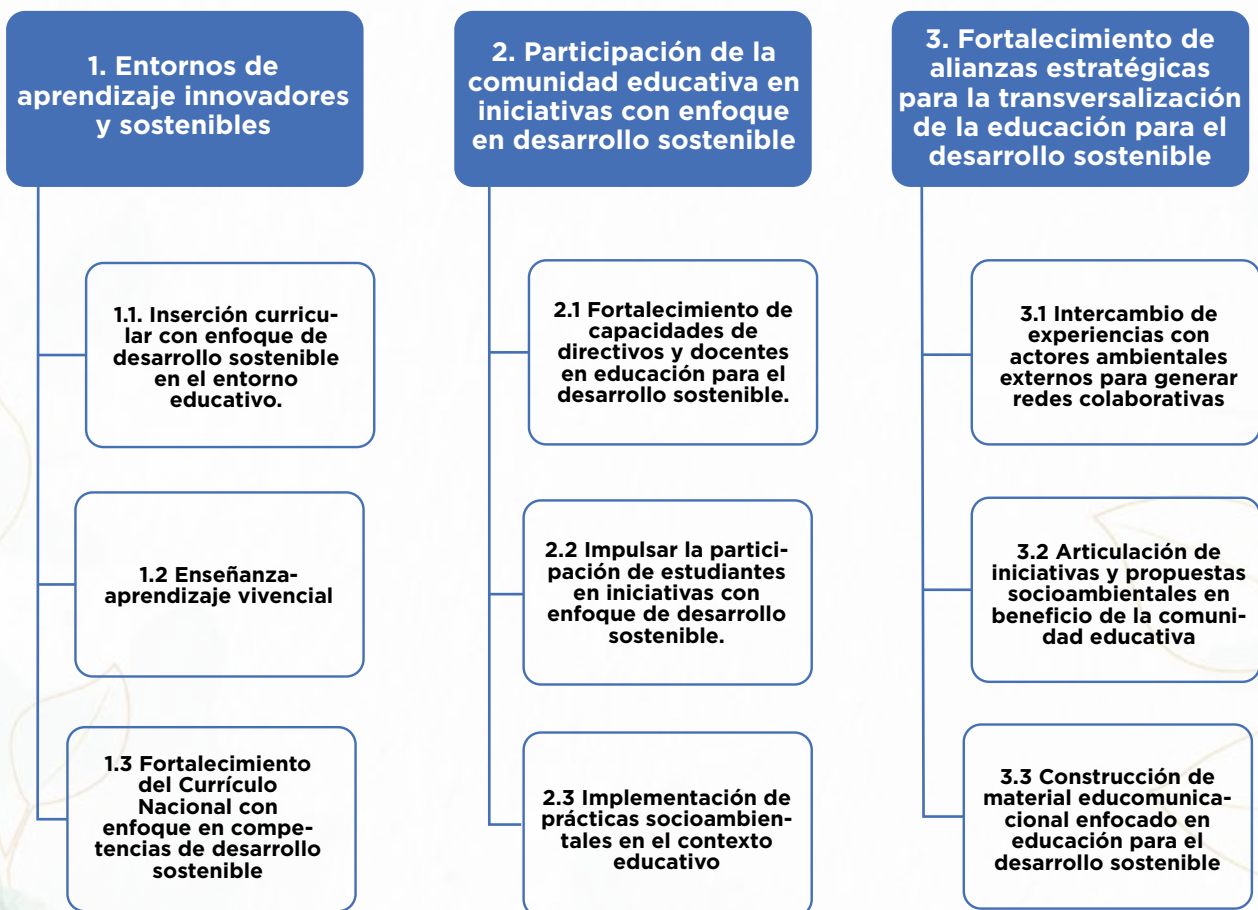 1. Entornos de
aprendizaje innovadores
y sostenibles
1.1. Inserción curricu-
lar con enfoque de
desarrollo sostenible
en el entorno
educativo.
1.2 Enseñanza-
aprendizaje vivencial
1.3 Fortalecimiento
del Currículo
Nacional con
enfoque en compe-
tencias de desarrollo
sostenible
2. Participación de la
comunidad educativa en
iniciativas con enfoque
en desarrollo sostenible
2.1 Fortalecimiento de
capacidades de
directivos y docentes
en educación para el
desarrollo sostenible.
2.2 Impulsar la partici-
pación de estudiantes
en iniciativas con
enfoque de desarrollo
sostenible.
2.3 Implementación de
prácticas socioambien-
tales en el contexto
educativo
3. Fortalecimiento de
alianzas estratégicas
para la transversalización
de la educación para el
desarrollo sostenible
3.1 Intercambio de
experiencias con
actores ambientales
externos para generar
redes colaborativas
3.2 Articulación de
iniciativas y propuestas
socioambientales en
beneficio de la comuni-
dad educativa
3.3 Construcción de
material educomunica-
cional enfocado en
educación para el
desarrollo sostenible